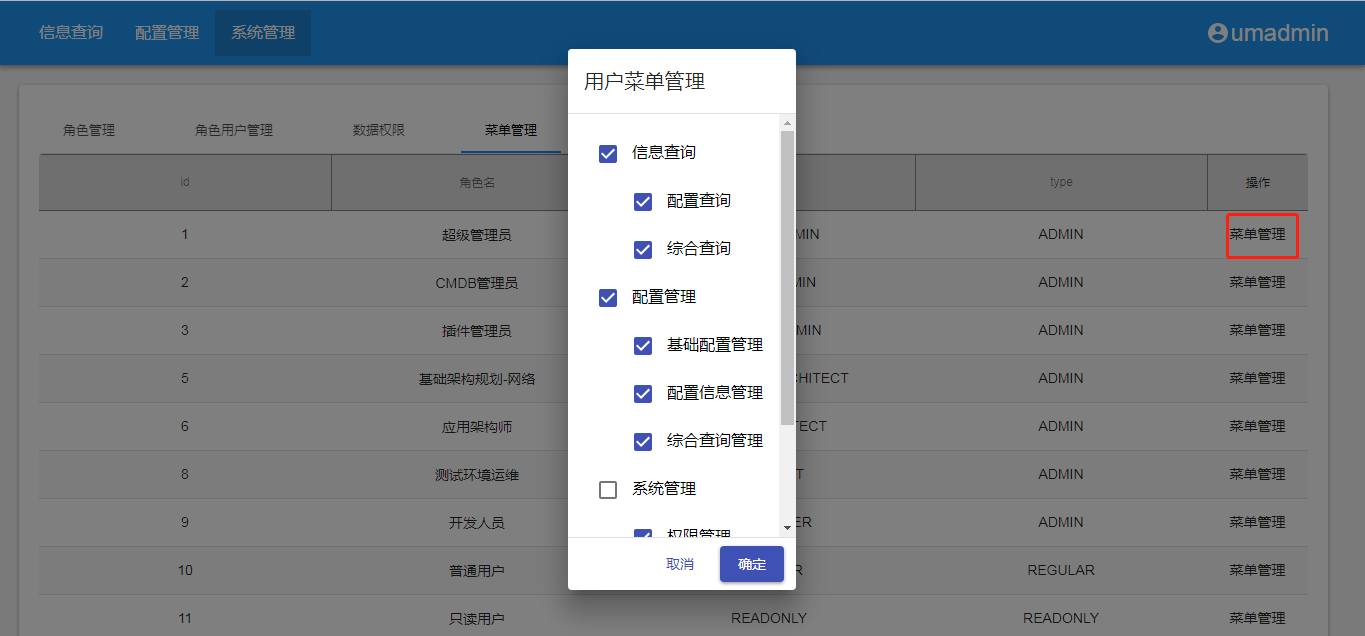 信息查询 配置管理 系统管理 umadmin
用户菜单管理
角色管理 角色用户管理 数据权限 菜单管理
信息查询
id 角色名 type 操作
配置查询
1 超级管理员 MIN ADMIN 菜单管理
综合查询
2 CMDB管理员 MIN ADMIN 菜单管理
配置管理
3 插件管理员 MIN ADMIN 菜单管理
基础配置管理
5 基础架构规划-网络 CHITECT ADMIN 菜单管理
配置信息管理
6 应用架构师 TECT ADMIN 菜单管理
综合查询管理
8 测试环境运维 T ADMIN 菜单管理
系统管理
9 开发人员 ER ADMIN 菜单管理
权限管理
10 普通用户 R REGULAR 菜单管理
取消 确定
11 只读用户 READONLY READONLY 菜单管理